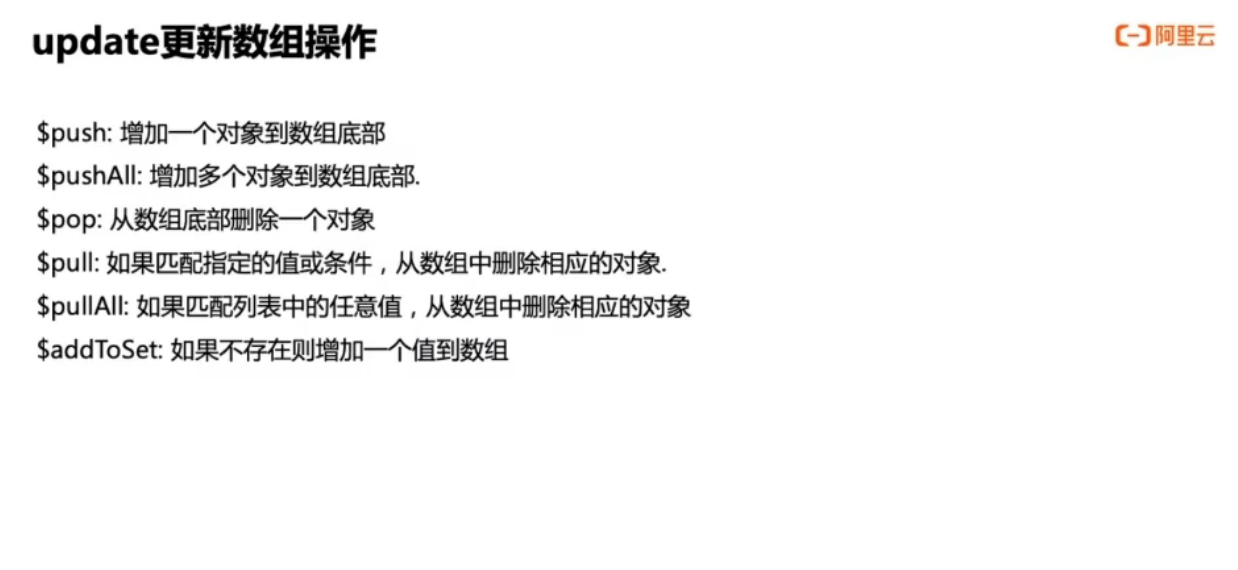 update更新数组操作
阿里云
$push: 增加一个对象到数组底部
$pushAll: 增加多个对象到数组底部.
$pop: 从数组底部删除一个对象
$pull: 如果匹配指定的值或条件，从数组中删除相应的对象.
$pullAll: 如果匹配列表中的任意值，从数组中删除相应的对象
$addToSet: 如果不存在则增加一个值到数组